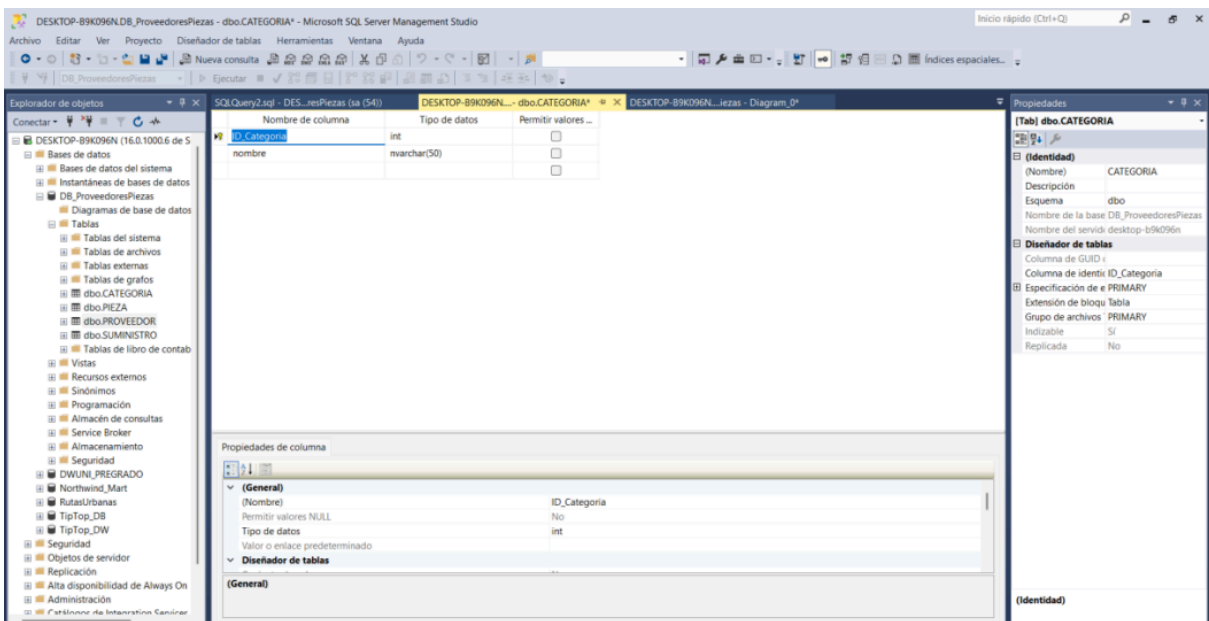 DESKTOP-B9K096N.DB_ProveedoresPiezas - dbo.CATEGORIA* - Microsoft SQL Server Management Studio
Inicio rápido (Ctrl+Q)
Archivo Editar Ver Proyecto Diseñador de tablas Herramientas Ventana Ayuda
Nueva consulta
Índices espaciales...
DB_ProveedoresPiezas
Ejecutar
Explorador de objetos
Conectar
DESKTOP-B9K096N (16.0.1000.6 de S
Bases de datos
Bases de datos del sistema
Instantáneas de bases de datos
DB_ProveedoresPiezas
Diagramas de base de datos
Tablas
Tablas del sistema
Tablas de archivos
Tablas externas
Tablas de grafos
dbo.CATEGORIA
dbo.PIEZA
dbo.PROVEEDOR
dbo.SUMINISTRO
Tablas de libro de contab
Vistas
Recursos externos
Sinónimos
Programación
Almacén de consultas
Service Broker
Almacenamiento
Seguridad
DWUNI_PREGRADO
Northwind_Mart
RutasUrbanas
TipTop_DB
TipTop_DW
Seguridad
Objetos de servidor
Replicación
Alta disponibilidad de Always On
Administración
Catálogos de Integration Services
SQLQuery2.sql - DES...resPiezas (sa (54))
DESKTOP-B9K096N....- dbo.CATEGORIA*
DESKTOP-B9K096N....iezas - Diagram_0*
Nombre de columna Tipo de datos Permitir valores ...
ID_Categoria int
nombre nvarchar(50)
Propiedades de columna
(General)
(Nombre) ID_Categoria
Permitir valores NULL No
Tipo de datos int
Valor o enlace predeterminado
Diseñador de tablas
(General)
Propiedades
[Tab] dbo.CATEGORIA
(Identidad)
(Nombre) CATEGORIA
Descripción
Esquema dbo
Nombre de la base DB_ProveedoresPiezas
Nombre del servid desktop-b9k096n
Diseñador de tablas
Columna de GUID
Columna de identic ID_Categoria
Especificación de e PRIMARY
Extensión de bloqu Tabla
Grupo de archivos PRIMARY
Indizable Sí
Replicada No
(Identidad)